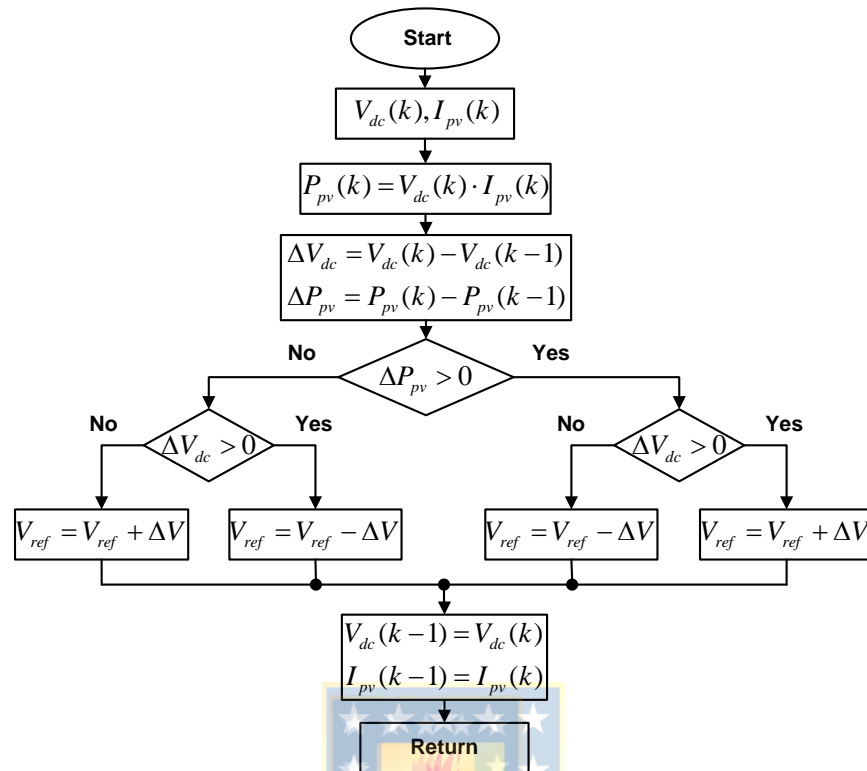 Start
V_dc(k), I_pv(k)
P_pv(k) = V_dc(k) · I_pv(k)
ΔV_dc = V_dc(k) − V_dc(k−1)
ΔP_pv = P_pv(k) − P_pv(k−1)
No
Yes
ΔP_pv > 0
No
Yes
No
Yes
ΔV_dc > 0
ΔV_dc > 0
V_ref = V_ref + ΔV
V_ref = V_ref − ΔV
V_ref = V_ref − ΔV
V_ref = V_ref + ΔV
V_dc(k−1) = V_dc(k)
I_pv(k−1) = I_pv(k)
Return